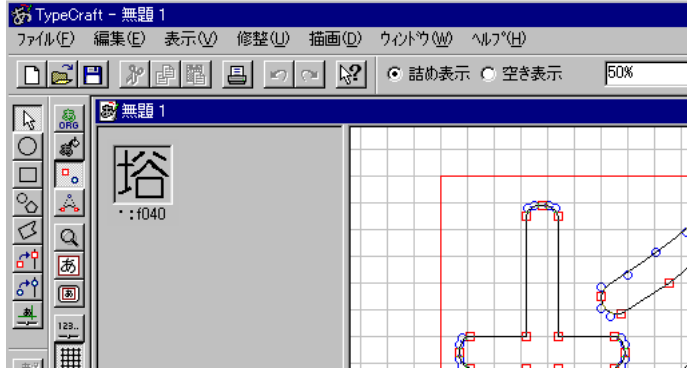 TypeCraft - 無題 1
ファイル(F) 編集(E) 表示(V) 修整(U) 描画(D) ウィンドウ(W) ヘルプ(H)
詰め表示 空き表示 50%
無題 1
ORG
あ
あ
123..
・:f040